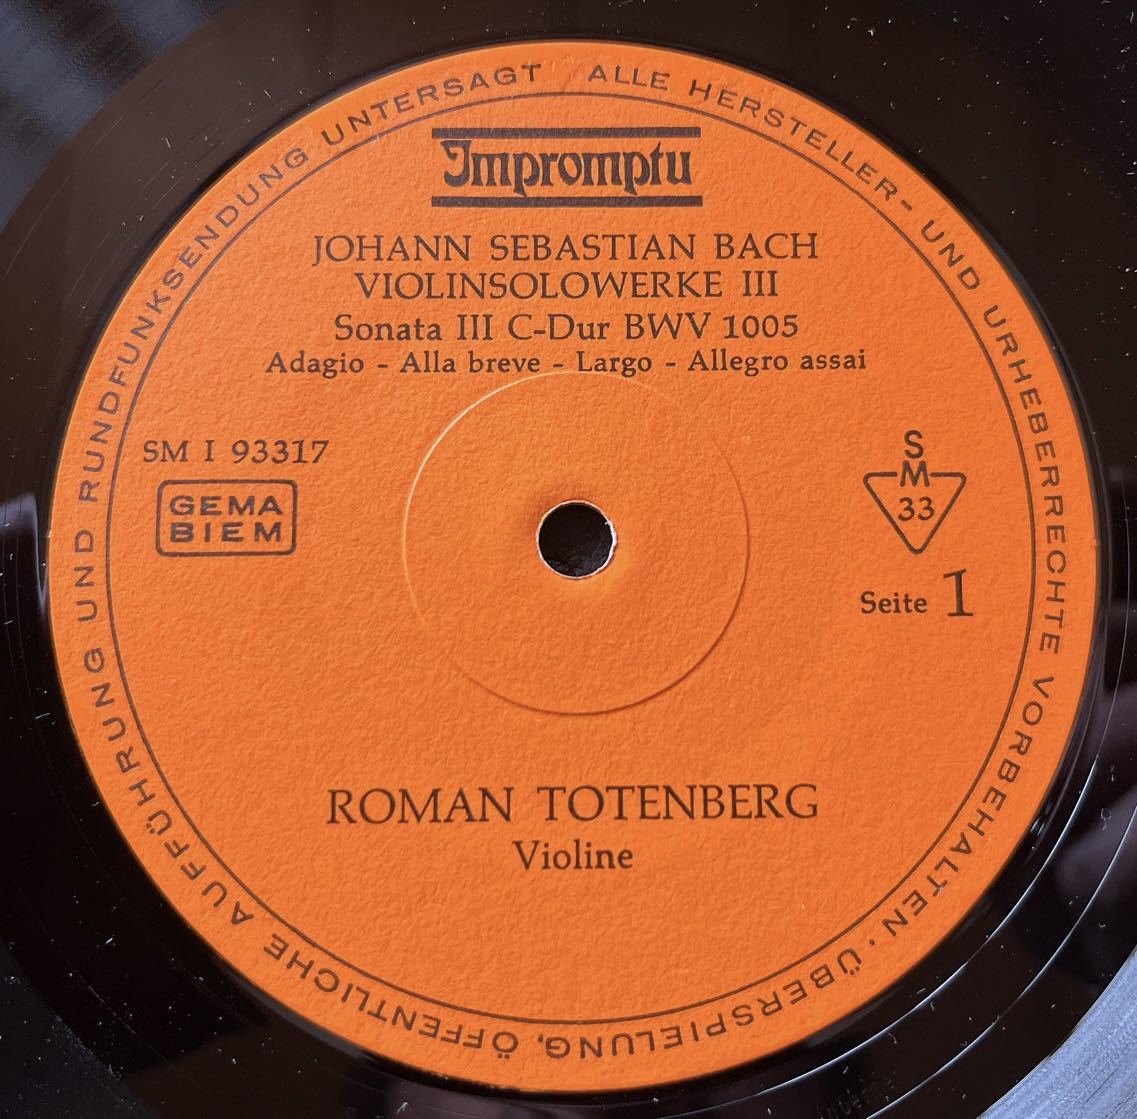 Impromptu
JOHANN SEBASTIAN BACH
VIOLINSOLOWERKE III
Sonata III C-Dur BWV 1005
Adagio - Alla breve - Largo - Allegro assai
SM I 93317
GEMA
BIEM
S
M
33
Seite 1
ROMAN TOTENBERG
Violine
ALLE HERSTELLER- UND URHEBERRECHTE VORBEHALTEN · ÜBERSPIELUNG, ÖFFENTLICHE AUFFÜHRUNG UND RUNDFUNKSENDUNG UNTERSAGT